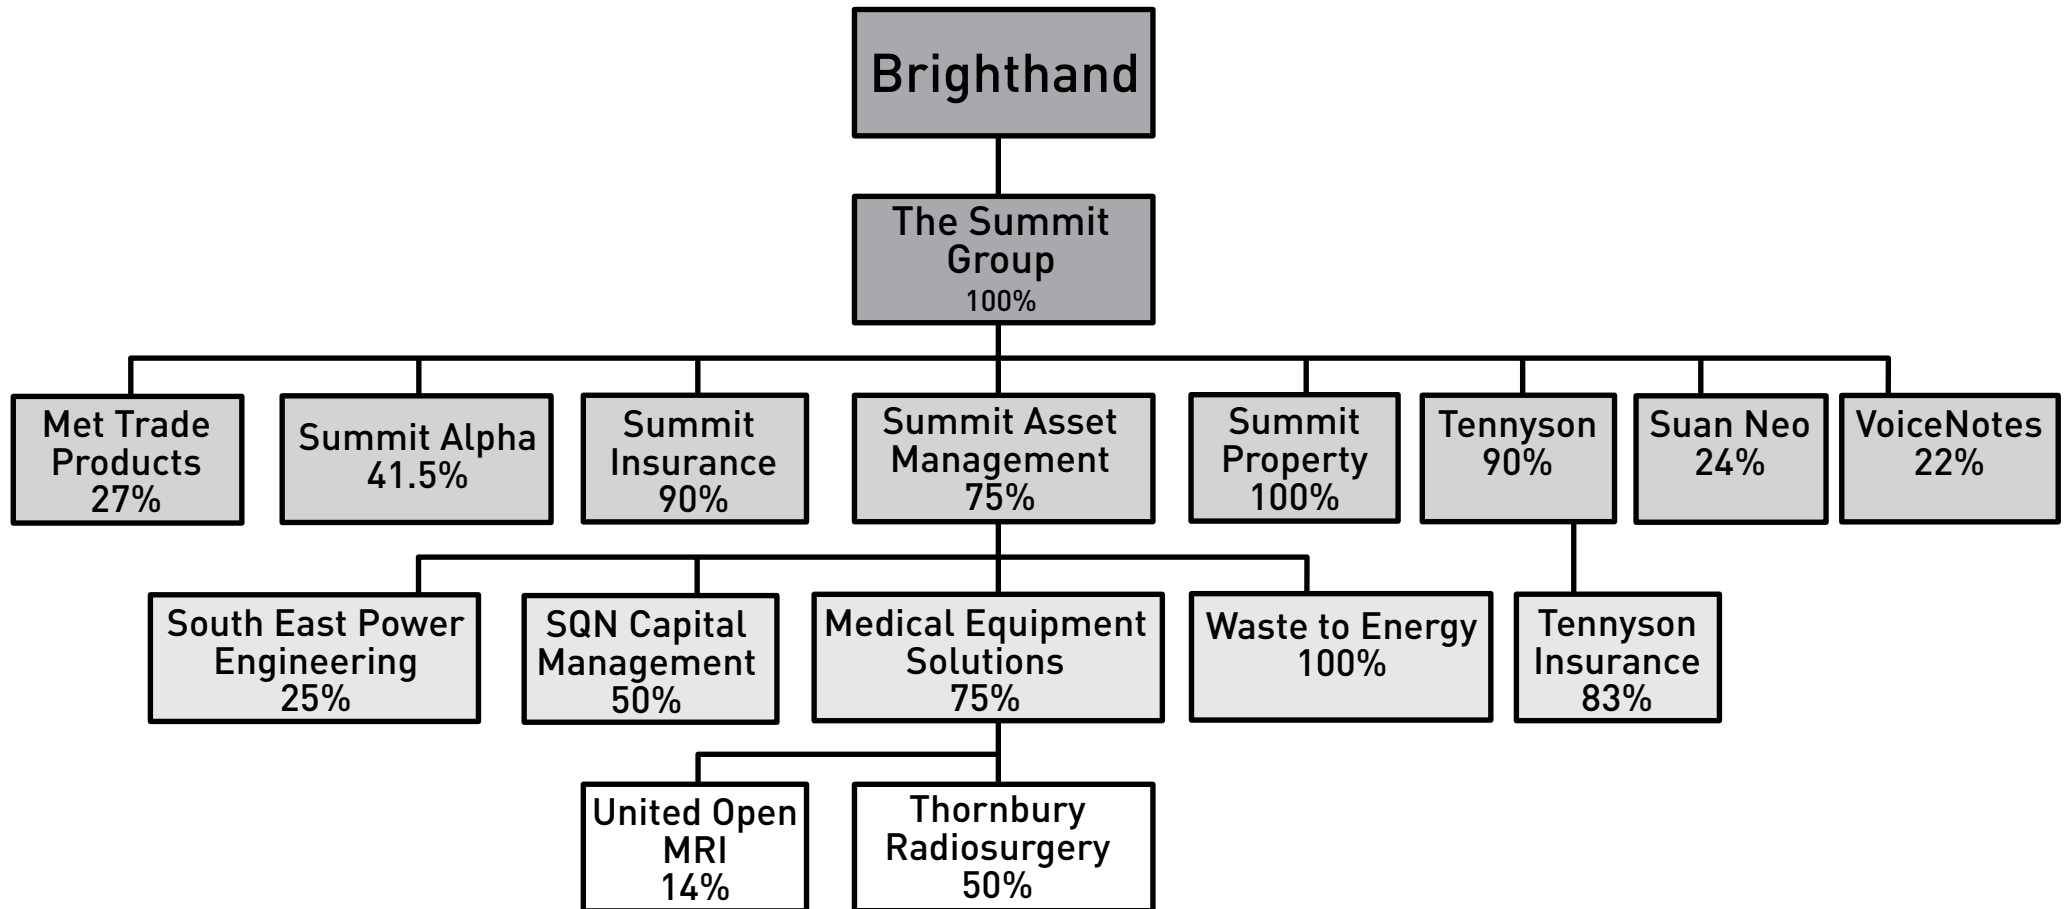 Brighthand
The Summit
Group
100%
Met Trade
Products
27%
Summit Alpha
41.5%
Summit
Insurance
90%
Summit Asset
Management
75%
Summit
Property
100%
Tennyson
90%
Suan Neo
24%
VoiceNotes
22%
South East Power
Engineering
25%
SQN Capital
Management
50%
Medical Equipment
Solutions
75%
Waste to Energy
100%
Tennyson
Insurance
83%
United Open
MRI
14%
Thornbury
Radiosurgery
50%